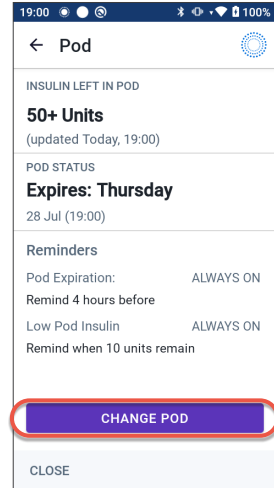 19:00 100%
Pod
INSULIN LEFT IN POD
50+ Units
(updated Today, 19:00)
POD STATUS
Expires: Thursday
28 Jul (19:00)
Reminders
Pod Expiration: ALWAYS ON
Remind 4 hours before
Low Pod Insulin ALWAYS ON
Remind when 10 units remain
CHANGE POD
CLOSE